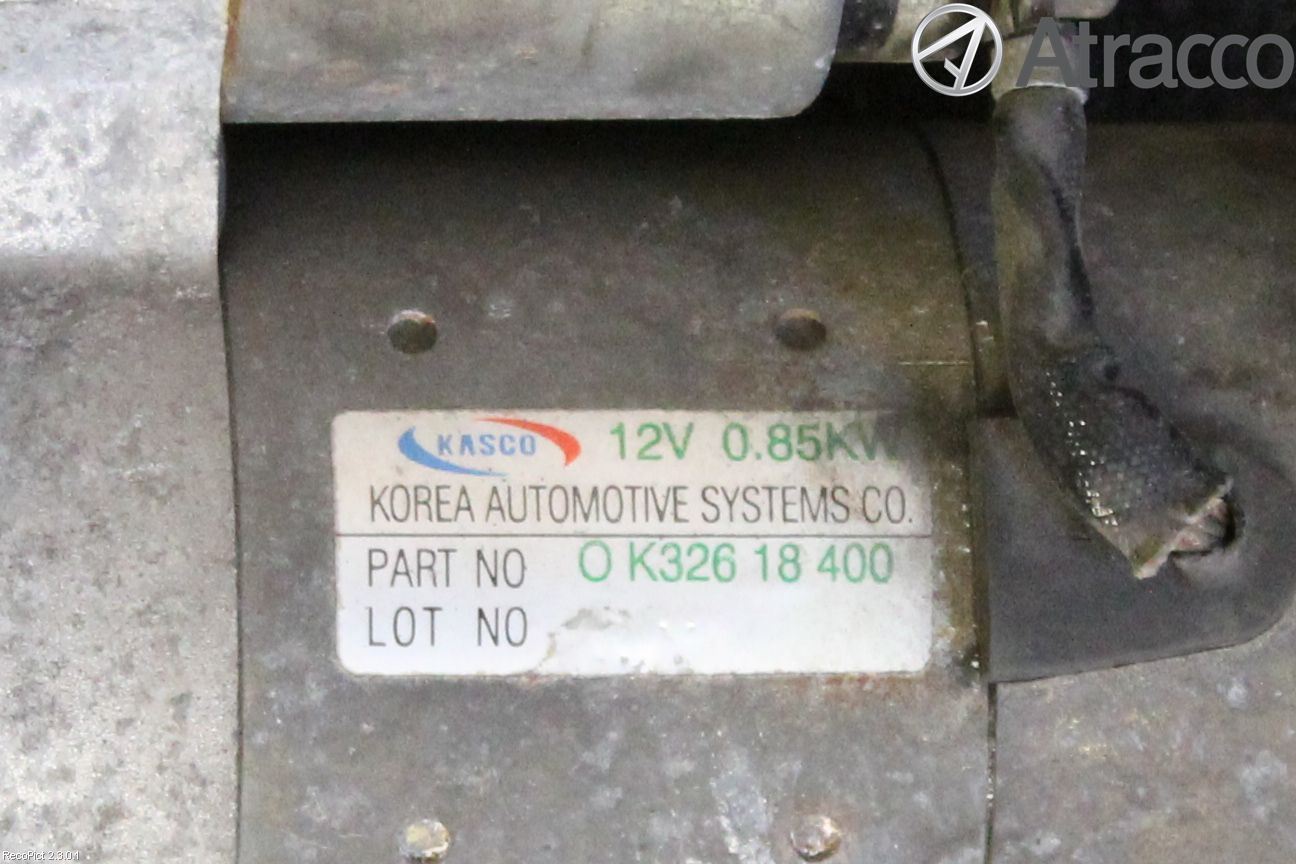 Atracco
KASCO 12V 0.85KW
KOREA AUTOMOTIVE SYSTEMS CO.
PART NO O K326 18 400
LOT NO
RecoPict 2.3.0.1